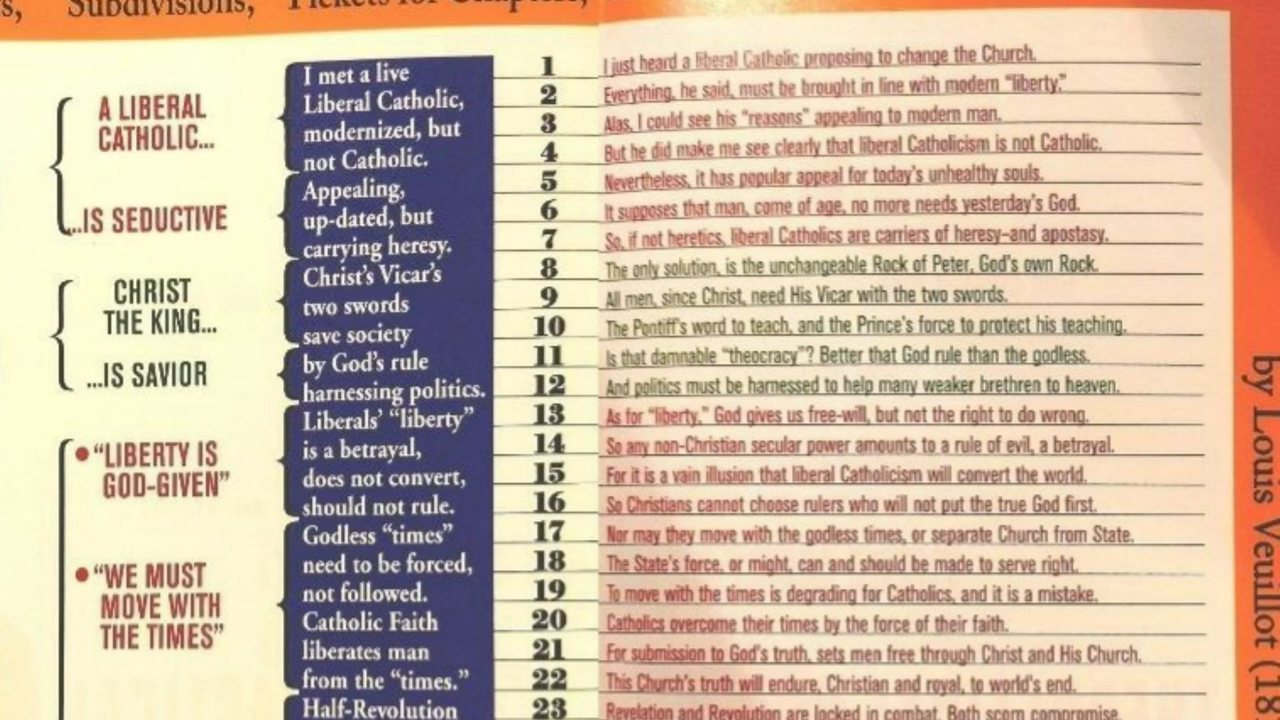 Subdivisions, Tickets for Chapters,
A LIBERAL
CATHOLIC...
...IS SEDUCTIVE
CHRIST
THE KING...
...IS SAVIOR
• “LIBERTY IS
GOD-GIVEN”
• “WE MUST
MOVE WITH
THE TIMES”
I met a live
Liberal Catholic,
modernized, but
not Catholic.
Appealing,
up-dated, but
carrying heresy.
Christ’s Vicar’s
two swords
save society
by God’s rule
harnessing politics.
Liberals’ “liberty”
is a betrayal,
does not convert,
should not rule.
Godless “times”
need to be forced,
not followed.
Catholic Faith
liberates man
from the “times.”
Half-Revolution
1 I just heard a liberal Catholic proposing to change the Church.
2 Everything, he said, must be brought in line with modern “liberty.”
3 Alas, I could see his “reasons” appealing to modern man.
4 But he did make me see clearly that liberal Catholicism is not Catholic.
5 Nevertheless, it has popular appeal for today’s unhealthy souls.
6 It supposes that man, come of age, no more needs yesterday’s God.
7 So, if not heretics, liberal Catholics are carriers of heresy–and apostasy.
8 The only solution, is the unchangeable Rock of Peter, God’s own Rock.
9 All men, since Christ, need His Vicar with the two swords.
10 The Pontiff’s word to teach, and the Prince’s force to protect his teaching.
11 Is that damnable “theocracy”? Better that God rule than the godless.
12 And politics must be harnessed to help many weaker brethren to heaven.
13 As for “liberty,” God gives us free-will, but not the right to do wrong.
14 So any non-Christian secular power amounts to a rule of evil, a betrayal.
15 For it is a vain illusion that liberal Catholicism will convert the world.
16 So Christians cannot choose rulers who will not put the true God first.
17 Nor may they move with the godless times, or separate Church from State.
18 The State’s force, or might, can and should be made to serve right.
19 To move with the times is degrading for Catholics, and it is a mistake.
20 Catholics overcome their times by the force of their faith.
21 For submission to God’s truth, sets men free through Christ and His Church.
22 This Church’s truth will endure, Christian and royal, to world’s end.
23 Revelation and Revolution are locked in combat. Both scorn compromise.
by Louis Veuillot (18